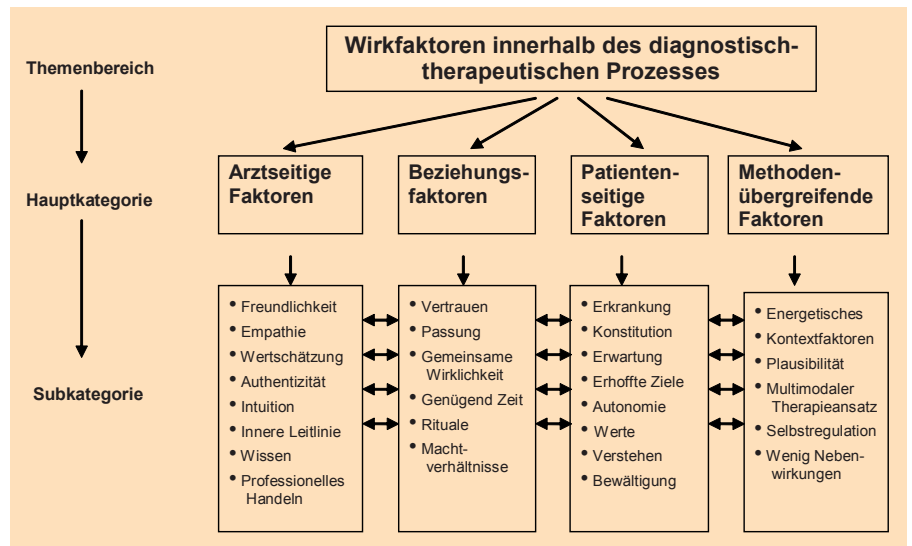 Wirkfaktoren innerhalb des diagnostisch-
therapeutischen Prozesses
Themenbereich
Hauptkategorie
Subkategorie
Arztseitige
Faktoren
Beziehungs-
faktoren
Patienten-
seitige
Faktoren
Methoden-
übergreifende
Faktoren
• Freundlichkeit
• Empathie
• Wertschätzung
• Authentizität
• Intuition
• Innere Leitlinie
• Wissen
• Professionelles
Handeln
• Vertrauen
• Passung
• Gemeinsame
Wirklichkeit
• Genügend Zeit
• Rituale
• Macht-
verhältnisse
• Erkrankung
• Konstitution
• Erwartung
• Erhoffte Ziele
• Autonomie
• Werte
• Verstehen
• Bewältigung
• Energetisches
• Kontextfaktoren
• Plausibilität
• Multimodaler
Therapieansatz
• Selbstregulation
• Wenig Neben-
wirkungen